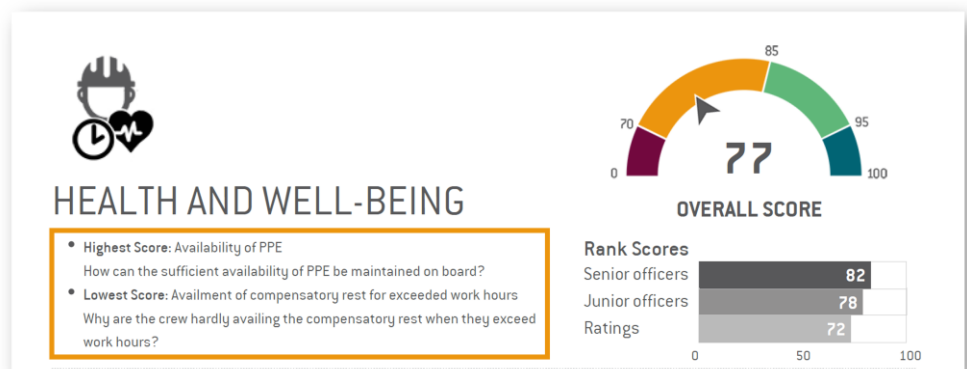 85
70
95
77
0
100
HEALTH AND WELL-BEING
OVERALL SCORE
Highest Score: Availability of PPE
How can the sufficient availability of PPE be maintained on board?
Lowest Score: Availment of compensatory rest for exceeded work hours
Why are the crew hardly availing the compensatory rest when they exceed
work hours?
Rank Scores
Senior officers 82
Junior officers 78
Ratings 72
0 50 100